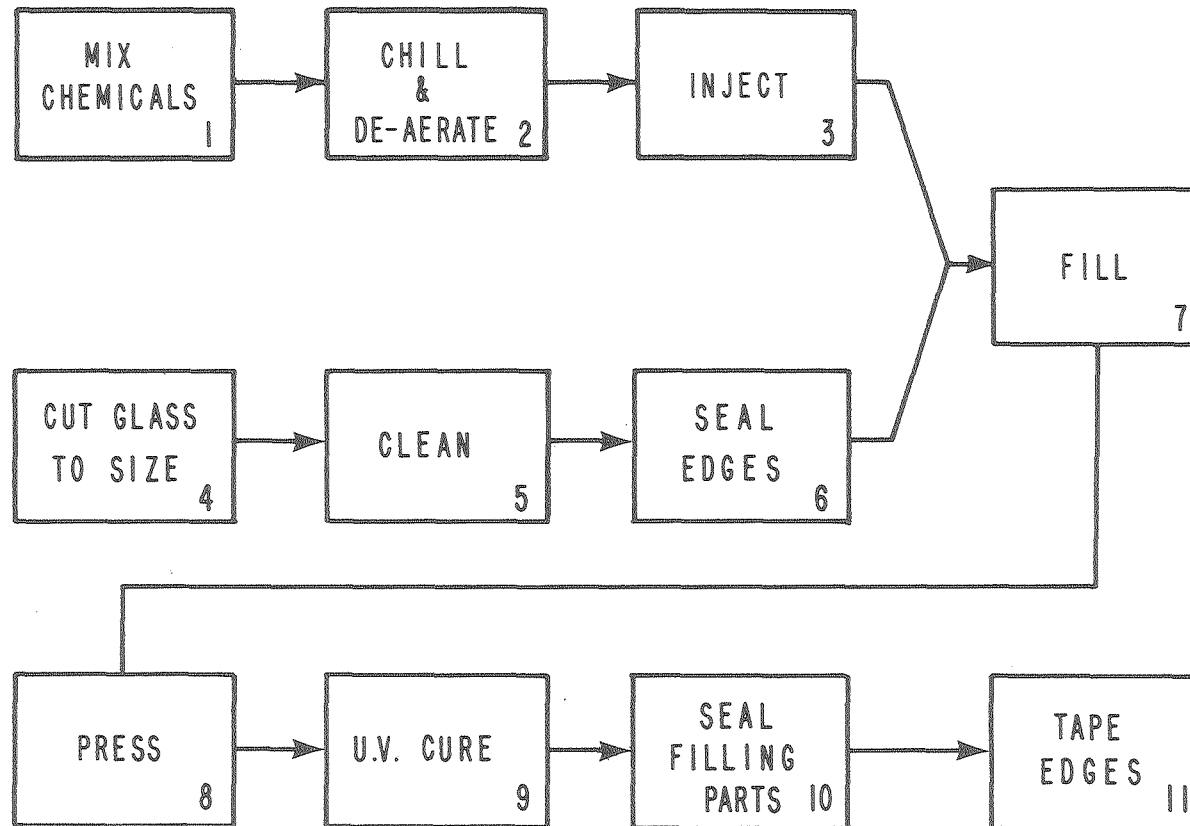 MIX
CHEMICALS
1
CHILL
&
DE-AERATE 2
INJECT
3
FILL
7
CUT GLASS
TO SIZE
4
CLEAN
5
SEAL
EDGES
6
PRESS
8
U.V. CURE
9
SEAL
FILLING
PARTS 10
TAPE
EDGES
11